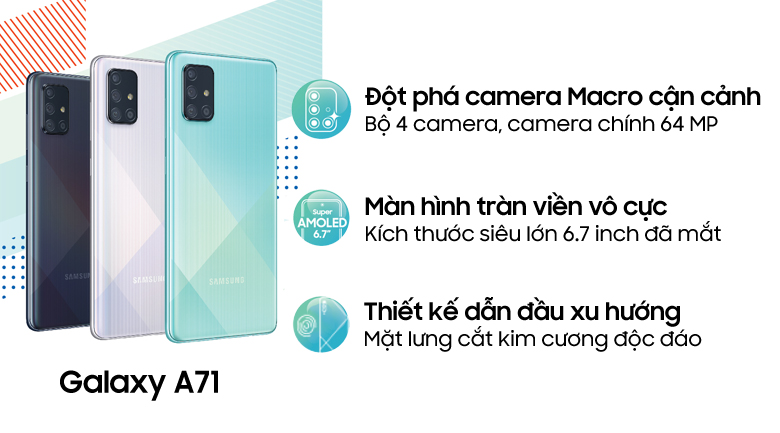 Đột phá camera Macro cận cảnh
Bộ 4 camera, camera chính 64 MP
Super
AMOLED
6.7"
Màn hình tràn viền vô cực
Kích thước siêu lớn 6.7 inch đã mắt
Thiết kế dẫn đầu xu hướng
Mặt lưng cắt kim cương độc đáo
SAMSUNG
SAMSUNG
SAMSUNG
Galaxy A71